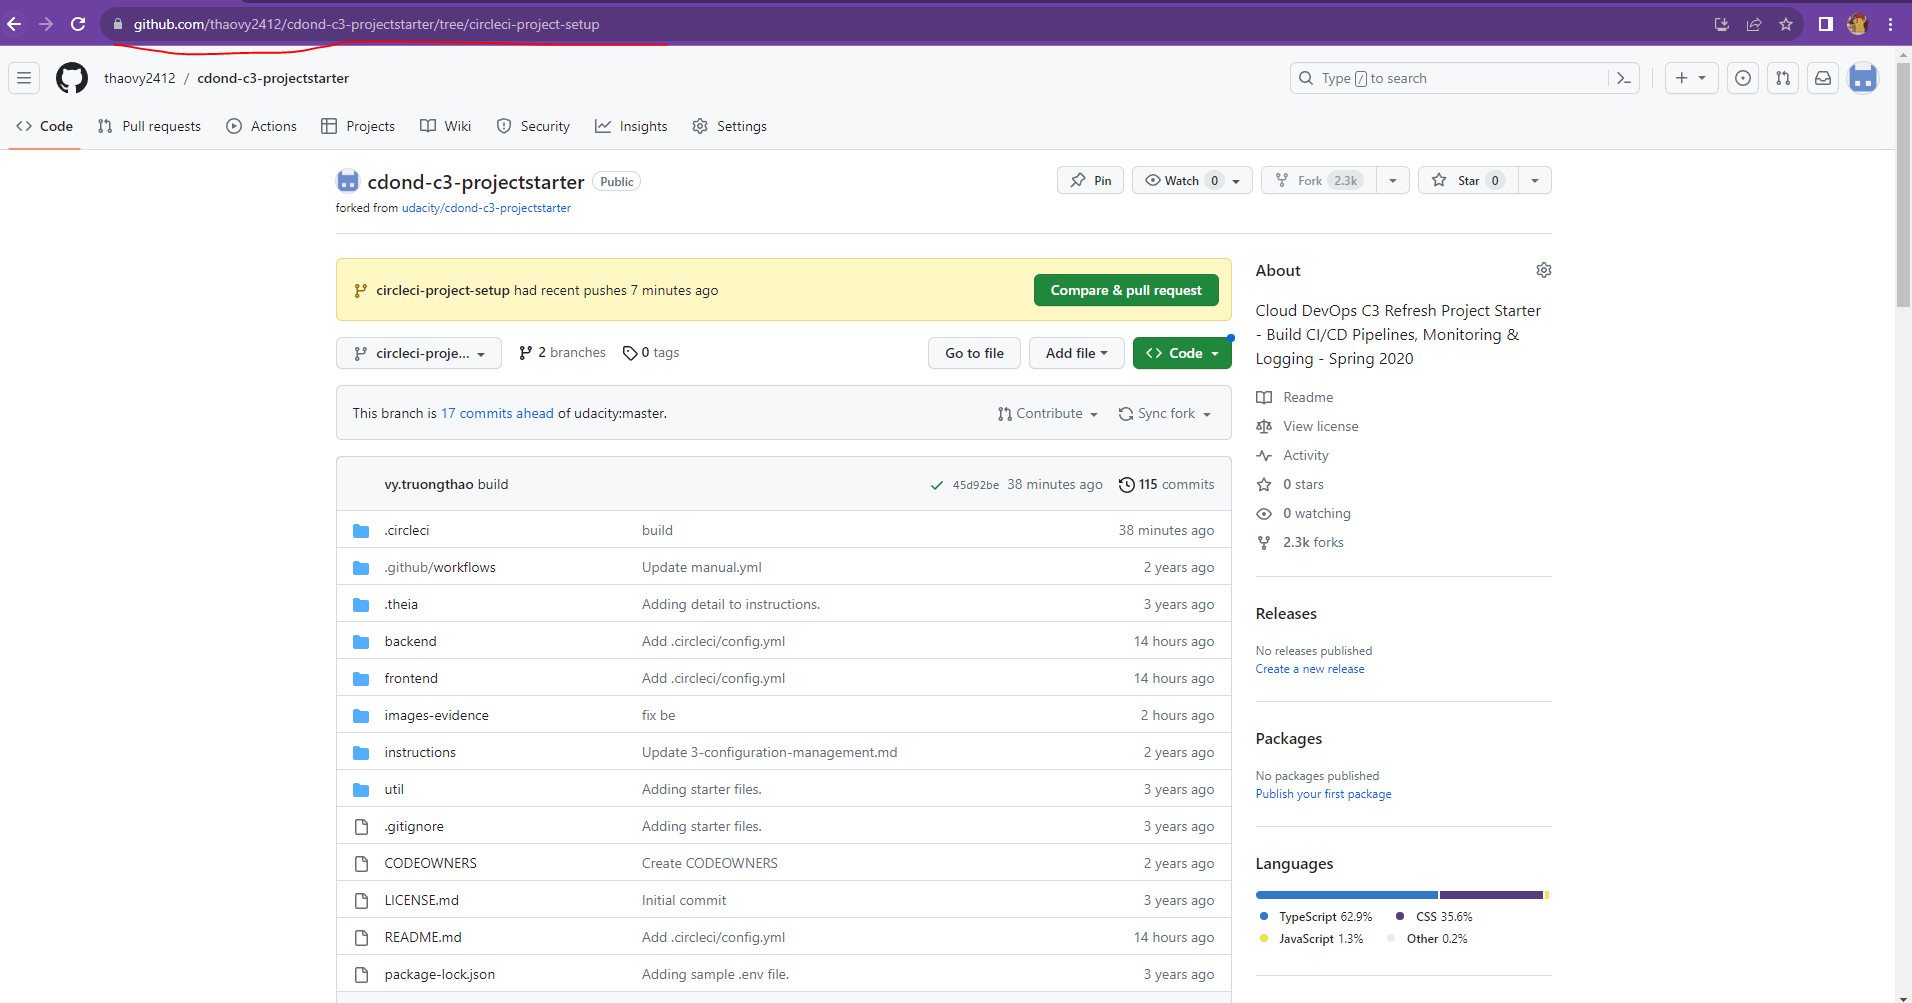 github.com/thaovy2412/cdond-c3-projectstarter/tree/circleci-project-setup
thaovy2412 / cdond-c3-projectstarter
Type / to search
Code Pull requests Actions Projects Wiki Security Insights Settings
cdond-c3-projectstarter Public
Pin Watch 0 Fork 2.3k Star 0
forked from udacity/cdond-c3-projectstarter
circleci-project-setup had recent pushes 7 minutes ago Compare & pull request
circleci-proje... 2 branches 0 tags Go to file Add file Code
This branch is 17 commits ahead of udacity:master. Contribute Sync fork
vy.truongthao build 45d92be 38 minutes ago 115 commits
.circleci build 38 minutes ago
.github/workflows Update manual.yml 2 years ago
.theia Adding detail to instructions. 3 years ago
backend Add .circleci/config.yml 14 hours ago
frontend Add .circleci/config.yml 14 hours ago
images-evidence fix be 2 hours ago
instructions Update 3-configuration-management.md 2 years ago
util Adding starter files. 3 years ago
.gitignore Adding starter files. 3 years ago
CODEOWNERS Create CODEOWNERS 2 years ago
LICENSE.md Initial commit 3 years ago
README.md Add .circleci/config.yml 14 hours ago
package-lock.json Adding sample .env file. 3 years ago
About
Cloud DevOps C3 Refresh Project Starter
- Build CI/CD Pipelines, Monitoring &
Logging - Spring 2020
Readme
View license
Activity
0 stars
0 watching
2.3k forks
Releases
No releases published
Create a new release
Packages
No packages published
Publish your first package
Languages
TypeScript 62.9% CSS 35.6%
JavaScript 1.3% Other 0.2%